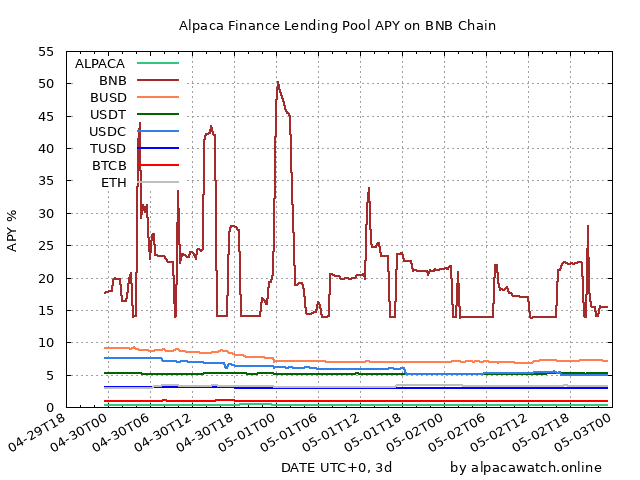 Alpaca Finance Lending Pool APY on BNB Chain
APY %
55
50
45
40
35
30
25
20
15
10
5
0
ALPACA
BNB
BUSD
USDT
USDC
TUSD
BTCB
ETH
04-29T18
04-30T00
04-30T06
04-30T12
04-30T18
05-01T00
05-01T06
05-01T12
05-01T18
05-02T00
05-02T06
05-02T12
05-02T18
05-03T00
DATE UTC+0, 3d
by alpacawatch.online